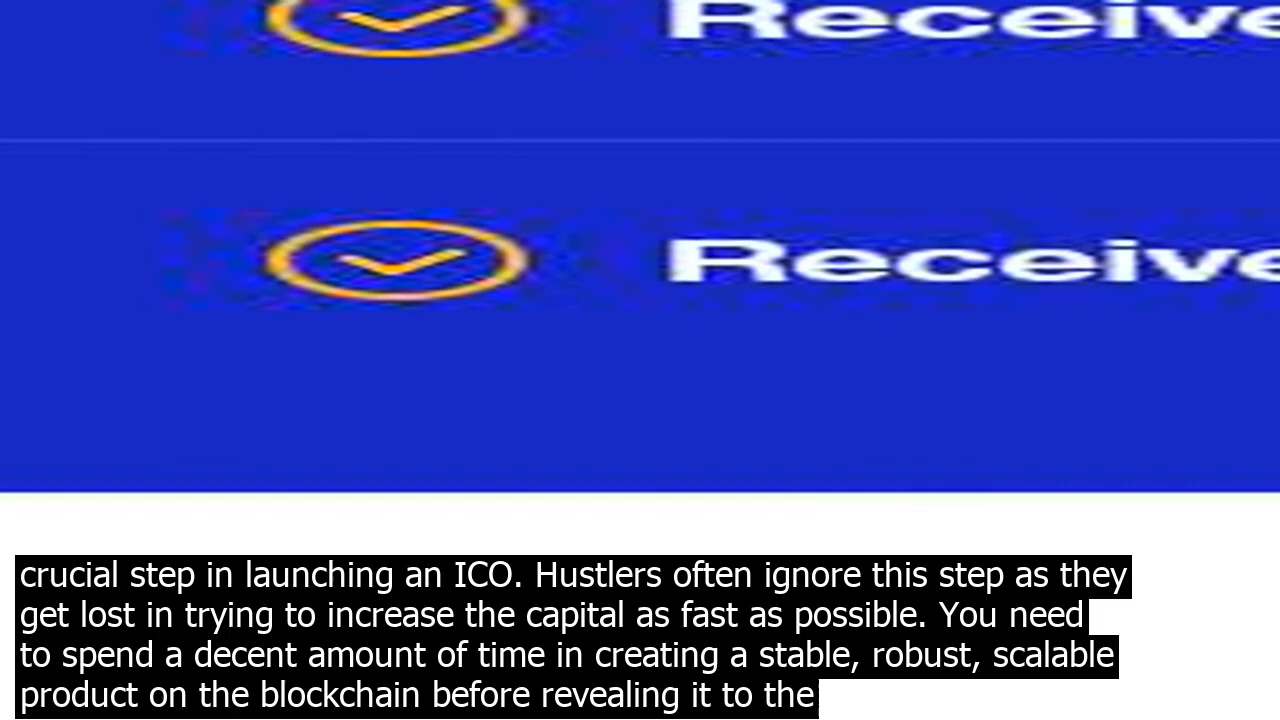 Receive
Receive
crucial step in launching an ICO. Hustlers often ignore this step as they
get lost in trying to increase the capital as fast as possible. You need
to spend a decent amount of time in creating a stable, robust, scalable
product on the blockchain before revealing it to the